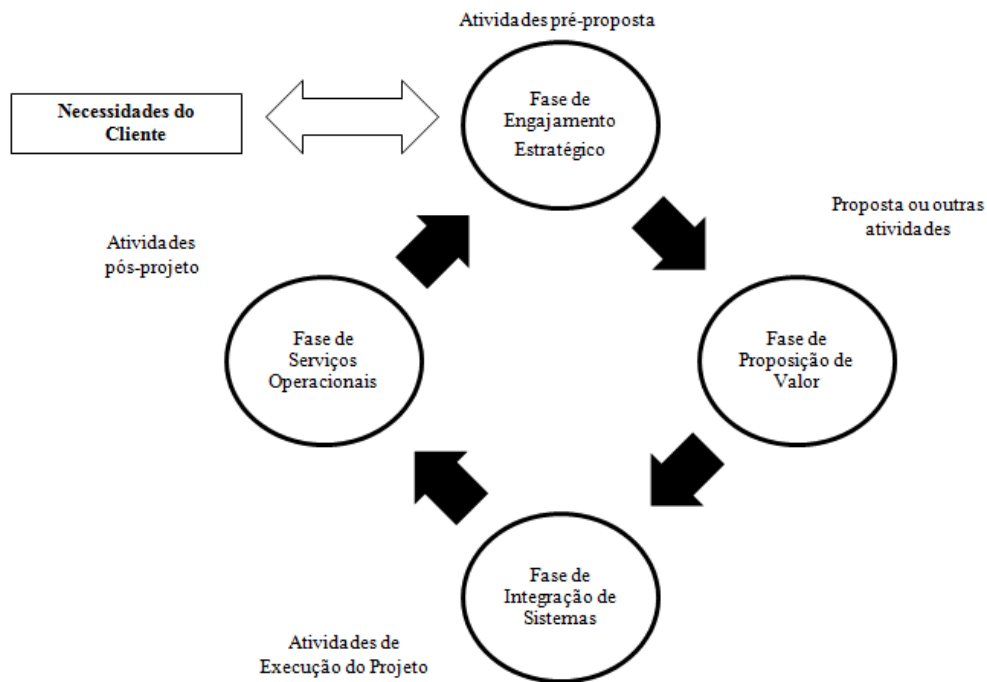 Atividades pré-proposta
Necessidades do
Cliente
Fase de
Engajamento
Estratégico
Proposta ou outras
atividades
Atividades
pós-projeto
Fase de
Serviços
Operacionais
Fase de
Proposição de
Valor
Fase de
Integração de
Sistemas
Atividades de
Execução do Projeto